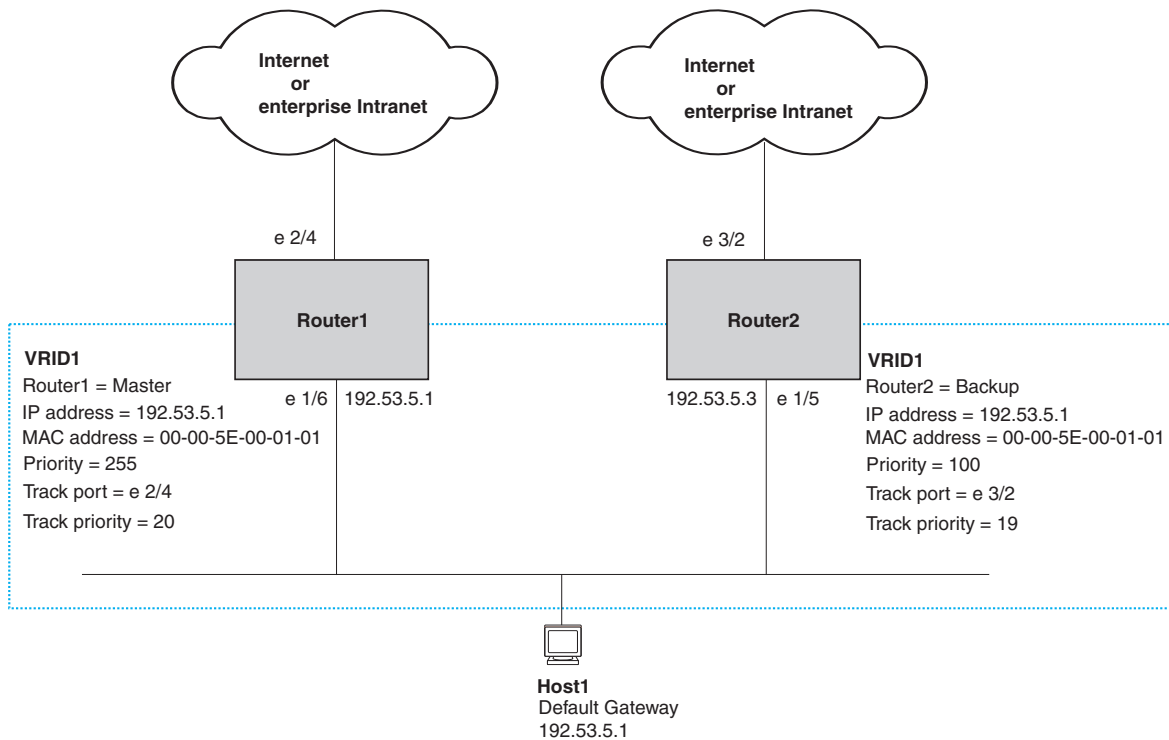 Internet
or
enterprise Intranet
Internet
or
enterprise Intranet
e 2/4
e 3/2
Router1
Router2
VRID1
Router1 = Master
IP address = 192.53.5.1
MAC address = 00-00-5E-00-01-01
Priority = 255
Track port = e 2/4
Track priority = 20
e 1/6
192.53.5.1
192.53.5.3
e 1/5
VRID1
Router2 = Backup
IP address = 192.53.5.1
MAC address = 00-00-5E-00-01-01
Priority = 100
Track port = e 3/2
Track priority = 19
Host1
Default Gateway
192.53.5.1